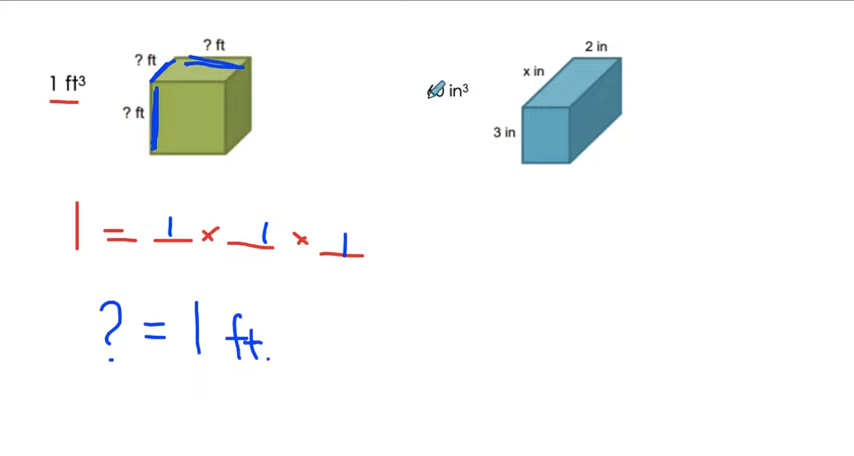 ? ft
? ft
1 ft³
? ft
1 = 1 × 1 × 1
? = 1 ft.
2 in
x in
in³
3 in